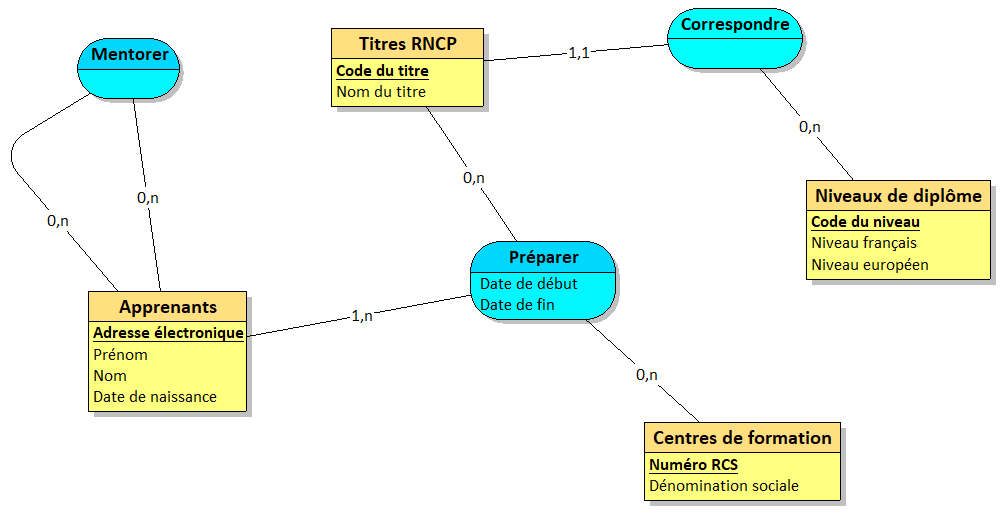 Mentorer
Titres RNCP
Code du titre
Nom du titre
1,1
Correspondre
0,n
Niveaux de diplôme
Code du niveau
Niveau français
Niveau européen
0,n
0,n
0,n
Préparer
Date de début
Date de fin
Apprenants
Adresse électronique
Prénom
Nom
Date de naissance
1,n
0,n
Centres de formation
Numéro RCS
Dénomination sociale